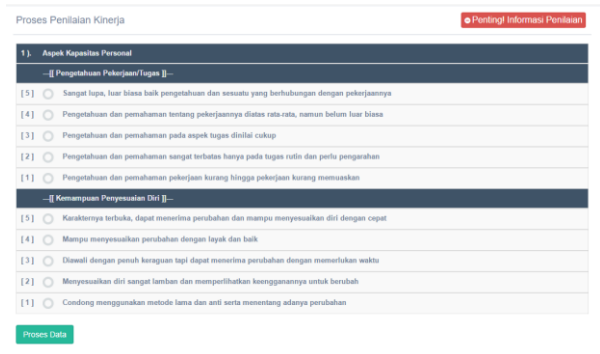 Proses Penilaian Kinerja
Penting! Informasi Penilaian
1 ). Aspek Kapasitas Personal
---[[ Pengetahuan Pekerjaan/Tugas ]]---
[ 5 ] Sangat lupa, luar biasa baik pengetahuan dan sesuatu yang berhubungan dengan pekerjaannya
[ 4 ] Pengetahuan dan pemahaman tentang pekerjaannya diatas rata-rata, namun belum luar biasa
[ 3 ] Pengetahuan dan pemahaman pada aspek tugas dinilai cukup
[ 2 ] Pengetahuan dan pemahaman sangat terbatas hanya pada tugas rutin dan perlu pengarahan
[ 1 ] Pengetahuan dan pemahaman pekerjaan kurang hingga pekerjaan kurang memuaskan
---[[ Kemampuan Penyesuaian Diri ]]---
[ 5 ] Karakternya terbuka, dapat menerima perubahan dan mampu menyesuaikan diri dengan cepat
[ 4 ] Mampu menyesuaikan perubahan dengan layak dan baik
[ 3 ] Diawali dengan penuh keraguan tapi dapat menerima perubahan dengan memerlukan waktu
[ 2 ] Menyesuaikan diri sangat lamban dan memperlihatkan keengganannya untuk berubah
[ 1 ] Condong menggunakan metode lama dan anti serta menentang adanya perubahan
Proses Data